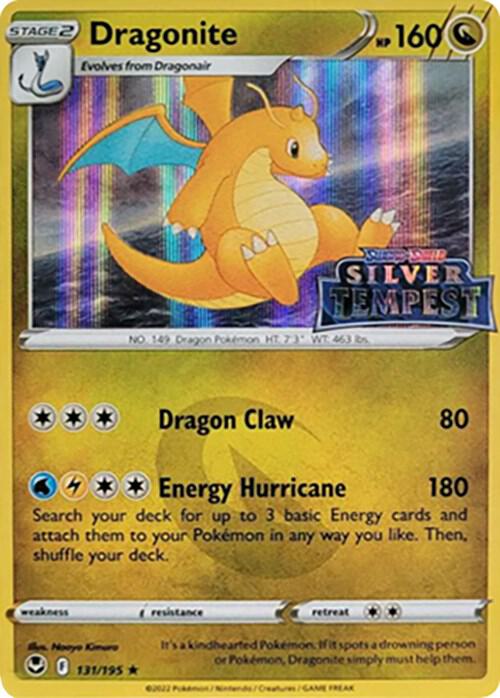 STAGE 2
Dragonite
HP 160
Evolves from Dragonair
SWORD & SHIELD
SILVER
TEMPEST
NO. 149 Dragon Pokémon HT: 7'3" WT: 463 lbs.
Dragon Claw 80
Energy Hurricane 180
Search your deck for up to 3 basic Energy cards and
attach them to your Pokémon in any way you like. Then,
shuffle your deck.
weakness resistance retreat
Illus. Naoyo Kimura
It's a kindhearted Pokémon. If it spots a drowning person
or Pokémon, Dragonite simply must help them.
F 131/195 ★
©2022 Pokémon / Nintendo / Creatures / GAME FREAK